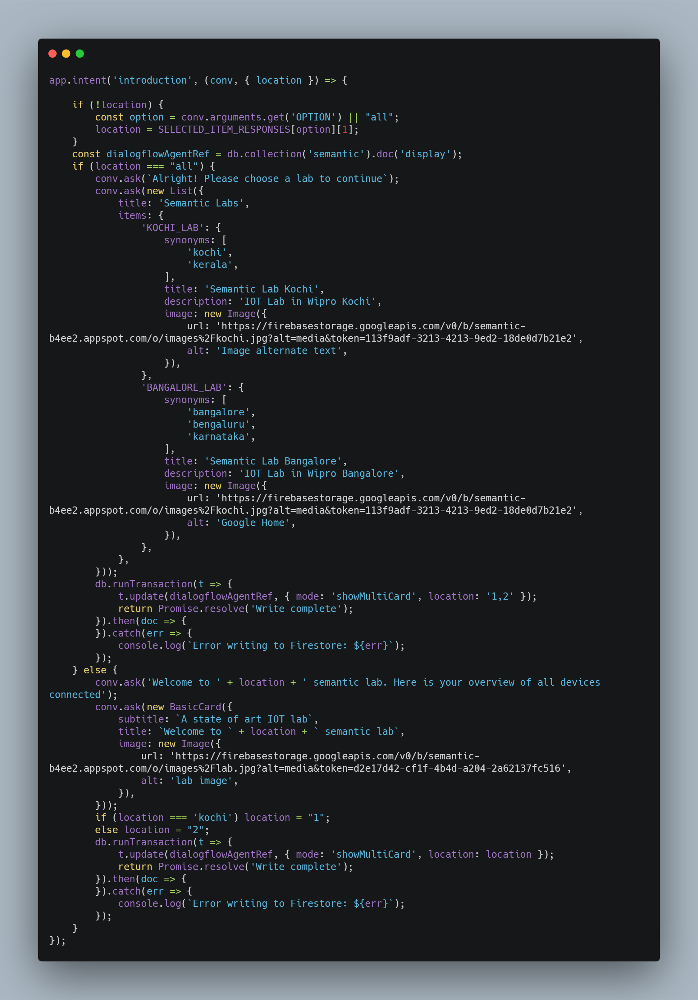 app.intent('introduction', (conv, { location }) => {

    if (!location) {
        const option = conv.arguments.get('OPTION') || "all";
        location = SELECTED_ITEM_RESPONSES[option][1];
    }
    const dialogflowAgentRef = db.collection('semantic').doc('display');
    if (location === "all") {
        conv.ask(`Alright! Please choose a lab to continue`);
        conv.ask(new List({
            title: 'Semantic Labs',
            items: {
                'KOCHI_LAB': {
                    synonyms: [
                        'kochi',
                        'kerala',
                    ],
                    title: 'Semantic Lab Kochi',
                    description: 'IOT Lab in Wipro Kochi',
                    image: new Image({
                        url: 'https://firebasestorage.googleapis.com/v0/b/semantic-
b4ee2.appspot.com/o/images%2Fkochi.jpg?alt=media&token=113f9adf-3213-4213-9ed2-18de0d7b21e2',
                        alt: 'Image alternate text',
                    }),
                },
                'BANGALORE_LAB': {
                    synonyms: [
                        'bangalore',
                        'bengaluru',
                        'karnataka',
                    ],
                    title: 'Semantic Lab Bangalore',
                    description: 'IOT Lab in Wipro Bangalore',
                    image: new Image({
                        url: 'https://firebasestorage.googleapis.com/v0/b/semantic-
b4ee2.appspot.com/o/images%2Fkochi.jpg?alt=media&token=113f9adf-3213-4213-9ed2-18de0d7b21e2',
                        alt: 'Google Home',
                    }),
                },
            },
        }));
        db.runTransaction(t => {
            t.update(dialogflowAgentRef, { mode: 'showMultiCard', location: '1,2' });
            return Promise.resolve('Write complete');
        }).then(doc => {
        }).catch(err => {
            console.log(`Error writing to Firestore: ${err}`);
        });
    } else {
        conv.ask('Welcome to ' + location + ' semantic lab. Here is your overview of all devices
connected');
        conv.ask(new BasicCard({
            subtitle: `A state of art IOT lab`,
            title: `Welcome to ` + location + ` semantic lab`,
            image: new Image({
                url: 'https://firebasestorage.googleapis.com/v0/b/semantic-
b4ee2.appspot.com/o/images%2Flab.jpg?alt=media&token=d2e17d42-cf1f-4b4d-a204-2a62137fc516',
                alt: 'lab image',
            }),
        }));
        if (location === 'kochi') location = "1";
        else location = "2";
        db.runTransaction(t => {
            t.update(dialogflowAgentRef, { mode: 'showMultiCard', location: location });
            return Promise.resolve('Write complete');
        }).then(doc => {
        }).catch(err => {
            console.log(`Error writing to Firestore: ${err}`);
        });
    }
});